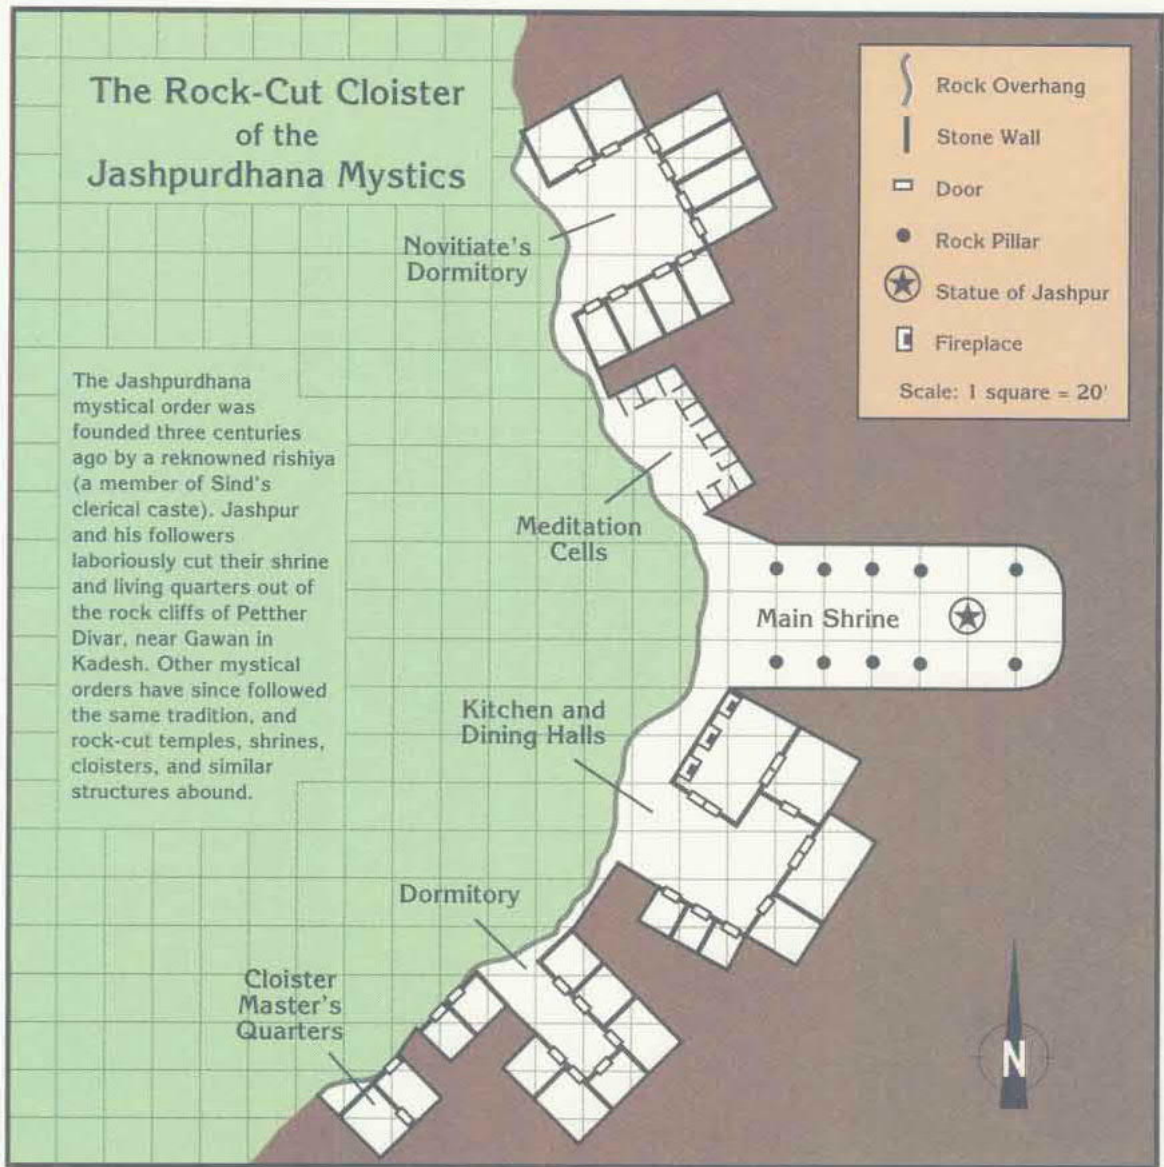 The Rock-Cut Cloister
of the
Jashpurdhana Mystics
Rock Overhang
Stone Wall
Door
Rock Pillar
Statue of Jashpur
Fireplace
Scale: 1 square = 20'
Novitiate's
Dormitory
The Jashpurdhana
mystical order was
founded three centuries
ago by a reknowned rishiya
(a member of Sind's
clerical caste). Jashpur
and his followers
laboriously cut their shrine
and living quarters out of
the rock cliffs of Petther
Divar, near Gawan in
Kadesh. Other mystical
orders have since followed
the same tradition, and
rock-cut temples, shrines,
cloisters, and similar
structures abound.
Meditation
Cells
Main Shrine
Kitchen and
Dining Halls
Dormitory
Cloister
Master's
Quarters
N